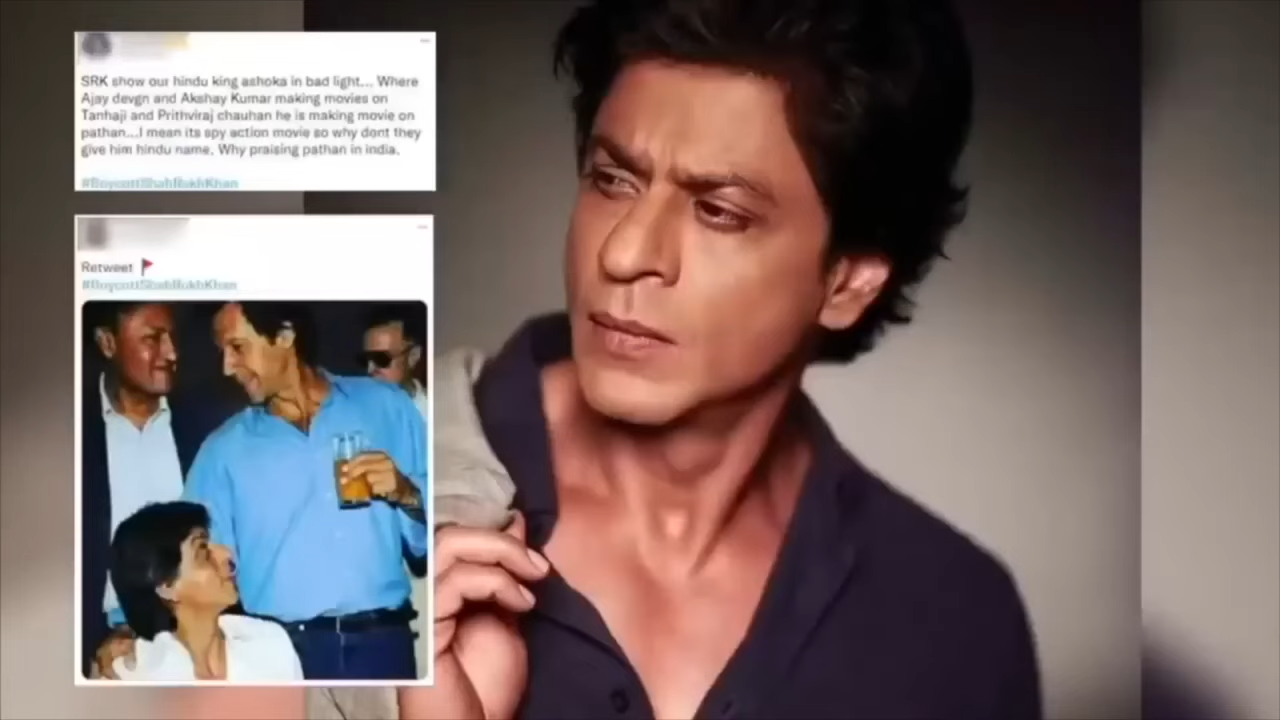 SRK show our hindu king ashoka in bad light... Where
Ajay devgn and Akshay Kumar making movies on
Tanhaji and Prithviraj chauhan he is making movie on
pathan...I mean its spy action movie so why dont they
give him hindu name. Why praising pathan in india.
#BoycottShahRukhKhan
Retweet 🚩
#BoycottShahRukhKhan